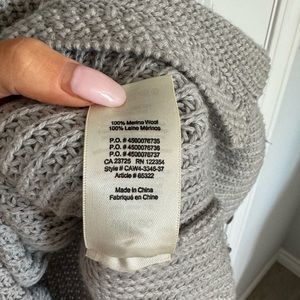 100% Merino Wool
100% Laine Mérinos
P.O. # 4500076735
P.O. # 4500076736
P.O. # 4500076737
CA 23725 RN 122354
Style # CAW4-3345-37
Article # 65322
Made in China
Fabriqué en Chine